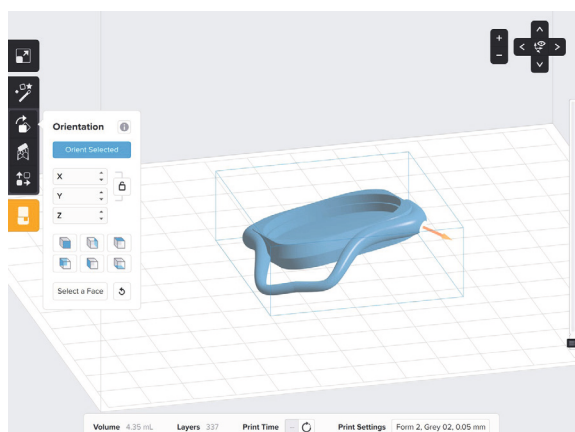 +
−
Orientation
Orient Selected
X
Y
Z
Select a Face
Volume 4.35 mL Layers 337 Print Time -- Print Settings Form 2, Grey 02, 0.05 mm